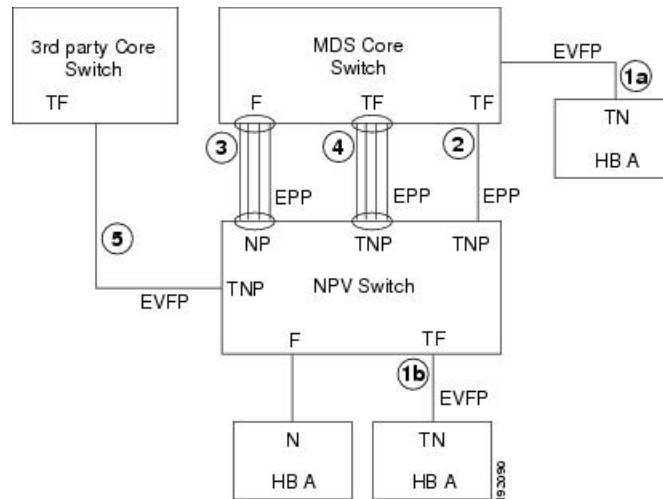 3rd party Core
Switch
TF
MDS Core
Switch
F
TF
TF
EVFP
1a
TN
HB A
3
4
2
EPP
EPP
EPP
5
NP
TNP
TNP
TNP
NPV Switch
EVFP
F
TF
1b
EVFP
N
HB A
TN
HB A
192090